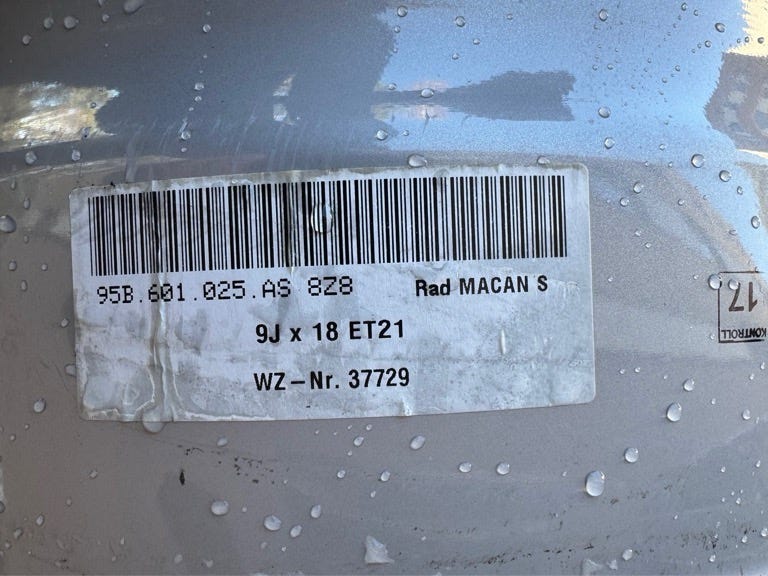 95B.601.025.AS 8Z8 Rad MACAN S
9J x 18 ET21
WZ-Nr. 37729
17
KONTROLL